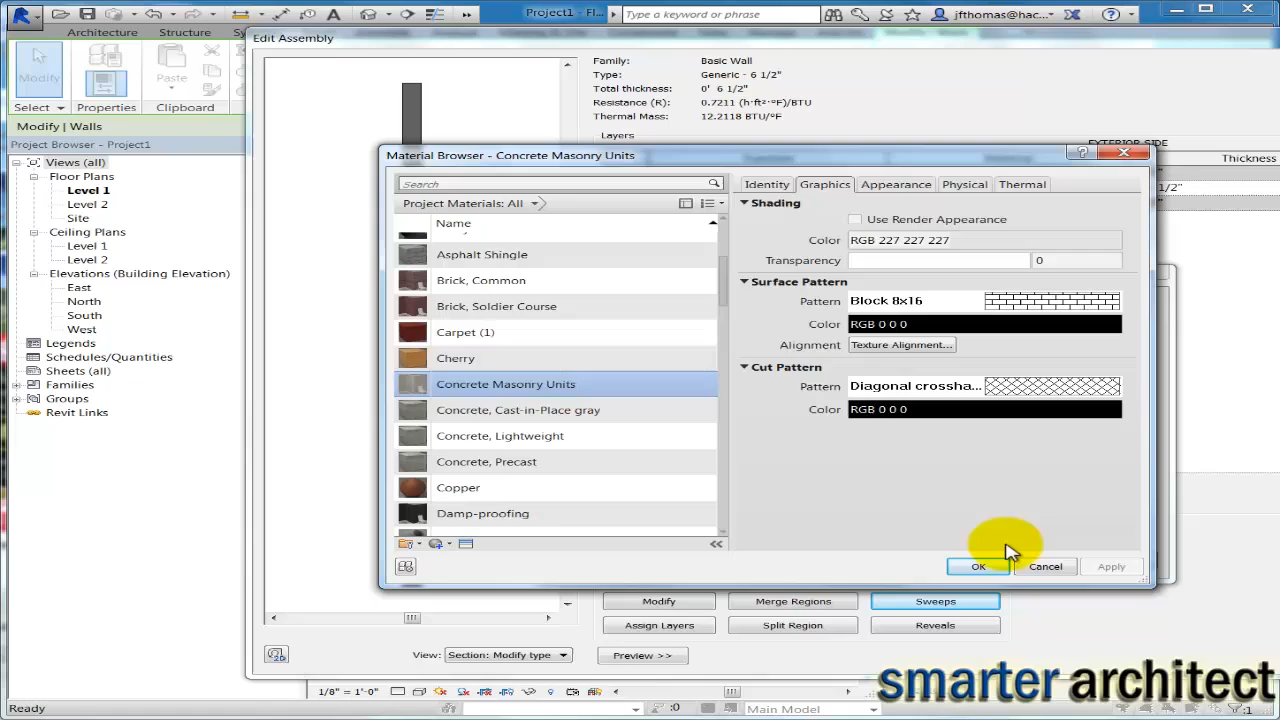 Project1 - Fl...
Type a keyword or phrase
jfthomas@hac...
Architecture
Structure
Sy
Edit Assembly
Modify
Paste
Select
Properties
Clipboard
Modify | Walls
Project Browser - Project1
Views (all)
Floor Plans
Level 1
Level 2
Site
Ceiling Plans
Level 1
Level 2
Elevations (Building Elevation)
East
North
South
West
Legends
Schedules/Quantities
Sheets (all)
Families
Groups
Revit Links
Family: Basic Wall
Type: Generic - 6 1/2"
Total thickness: 0' 6 1/2"
Resistance (R): 0.7211 (h·ft²·°F)/BTU
Thermal Mass: 12.2118 BTU/°F
Layers
EXTERIOR SIDE
Thickness
1/2"
Material Browser - Concrete Masonry Units
Search
Project Materials: All
Name
Asphalt Shingle
Brick, Common
Brick, Soldier Course
Carpet (1)
Cherry
Concrete Masonry Units
Concrete, Cast-in-Place gray
Concrete, Lightweight
Concrete, Precast
Copper
Damp-proofing
Identity Graphics Appearance Physical Thermal
Shading
Use Render Appearance
Color RGB 227 227 227
Transparency 0
Surface Pattern
Pattern Block 8x16
Color RGB 0 0 0
Alignment Texture Alignment...
Cut Pattern
Pattern Diagonal crossha...
Color RGB 0 0 0
OK Cancel Apply
Modify Merge Regions Sweeps
Assign Layers Split Region Reveals
View: Section: Modify type Preview >>
1/8" = 1'-0"
Ready
:0
Main Model
:1
smarter architect